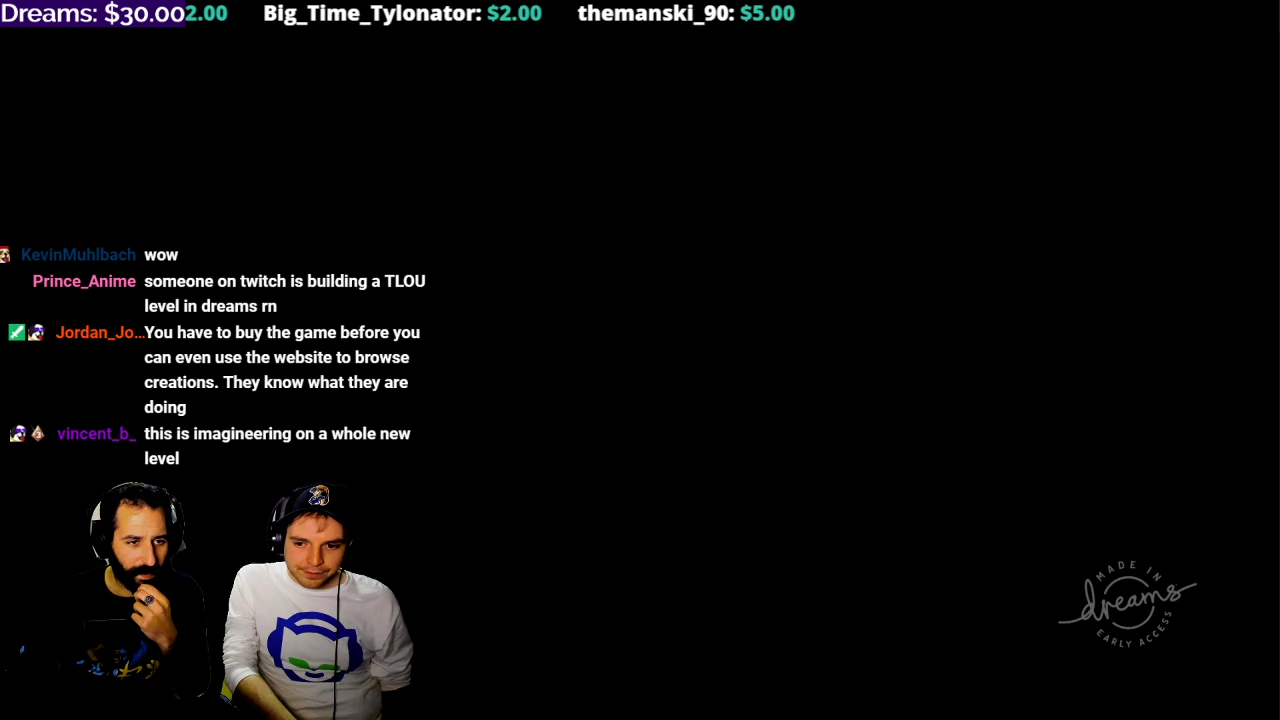 Dreams: $30.00 2.00 Big_Time_Tylonator: $2.00 themanski_90: $5.00
KevinMuhlbach wow
Prince_Anime someone on twitch is building a TLOU
level in dreams rn
Jordan_Jo... You have to buy the game before you
can even use the website to browse
creations. They know what they are
doing
vincent_b_ this is imagineering on a whole new
level
MADE IN
dreams
EARLY ACCESS